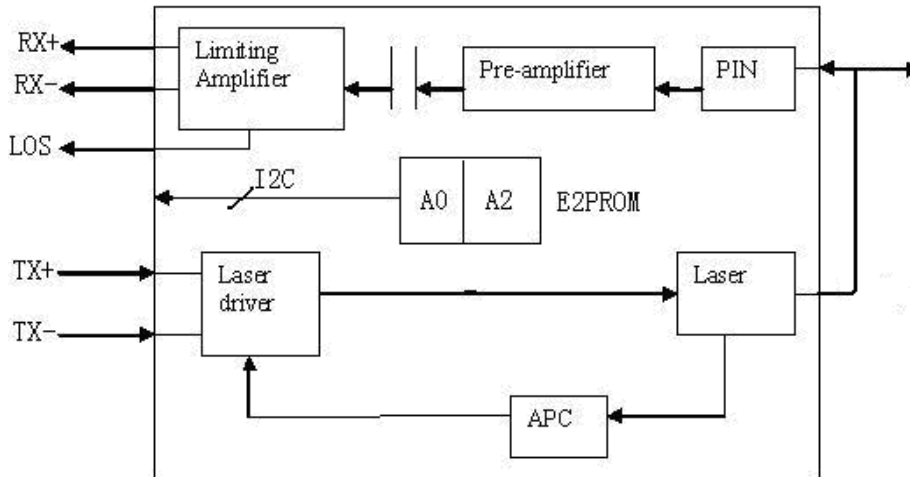 RX+
RX-
LOS
Limiting
Amplifier
Pre-amplifier
PIN
I2C
A0
A2
E2PROM
TX+
TX-
Laser
driver
Laser
APC